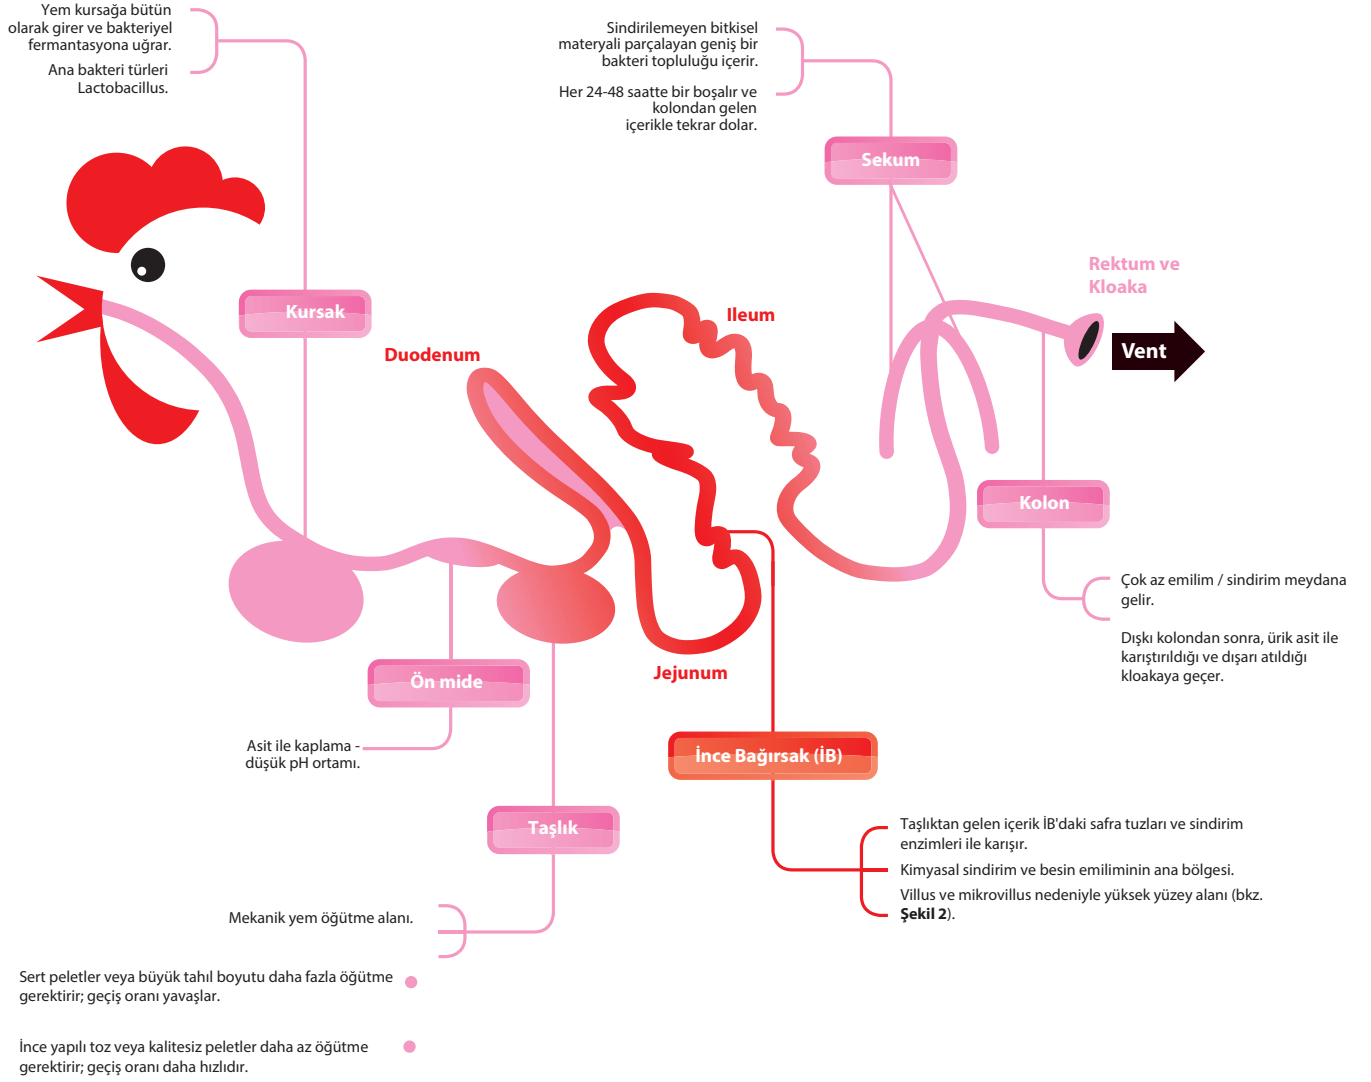 Yem kursağa bütün
olarak girer ve bakteriyel
fermantasyona uğrar.
Ana bakteri türleri
Lactobacillus.
Sindirilemeyen bitkisel
materyali parçalayan geniş bir
bakteri topluluğu içerir.
Her 24-48 saatte bir boşalır ve
kolondan gelen
içerikle tekrar dolar.
Sekum
Rektum ve
Kloaka
Kursak
Ileum
Duodenum
Vent
Kolon
Çok az emilim / sindirim meydana
gelir.
Dışkı kolondan sonra, ürik asit ile
karıştırıldığı ve dışarı atıldığı
kloakaya geçer.
Jejunum
Ön mide
Asit ile kaplama -
düşük pH ortamı.
İnce Bağırsak (İB)
Taşlık
Taşlıktan gelen içerik İB'daki safra tuzları ve sindirim
enzimleri ile karışır.
Kimyasal sindirim ve besin emiliminin ana bölgesi.
Villus ve mikrovillus nedeniyle yüksek yüzey alanı (bkz.
Şekil 2).
Mekanik yem öğütme alanı.
Sert peletler veya büyük tahıl boyutu daha fazla öğütme
gerektirir; geçiş oranı yavaşlar.
İnce yapılı toz veya kalitesiz peletler daha az öğütme
gerektirir; geçiş oranı daha hızlıdır.